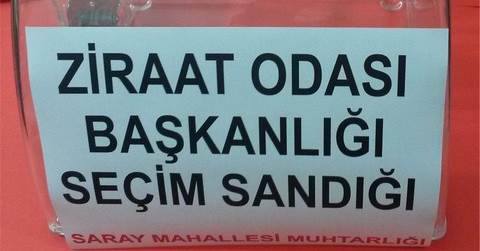 ZİRAAT ODASI
BAŞKANLIĞI
SEÇİM SANDIĞI
SARAY MAHALLESİ MUHTARLIĞI